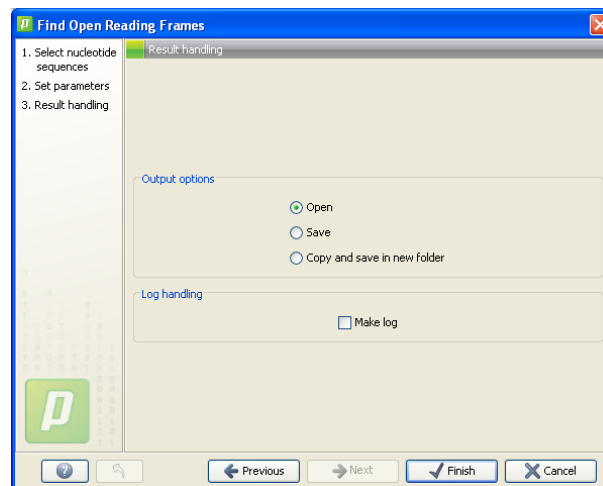 Find Open Reading Frames
1. Select nucleotide
sequences
2. Set parameters
3. Result handling
Result handling
Output options
Open
Save
Copy and save in new folder
Log handling
Make log
Previous
Next
Finish
Cancel